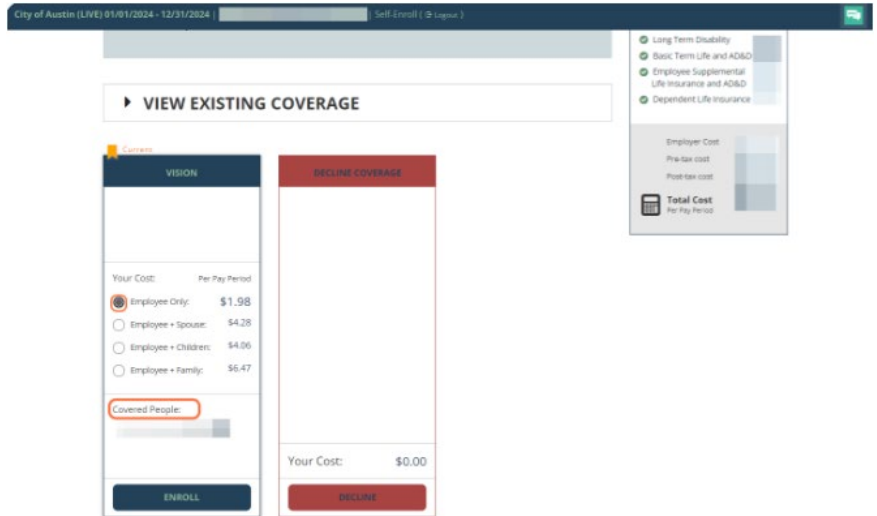 City of Austin (LIVE) 01/01/2024 - 12/31/2024 | | Self-Enroll ( Logout )
Long Term Disability
Basic Term Life and AD&D
Employee Supplemental
Life Insurance and AD&D
Dependent Life Insurance
Employer Cost
Pre-tax cost
Post-tax cost
Total Cost
Per Pay Period
VIEW EXISTING COVERAGE
Current
VISION
Your Cost: Per Pay Period
Employee Only: $1.98
Employee + Spouse: $4.28
Employee + Children: $4.06
Employee + Family: $6.47
Covered People:
ENROLL
DECLINE COVERAGE
Your Cost: $0.00
DECLINE